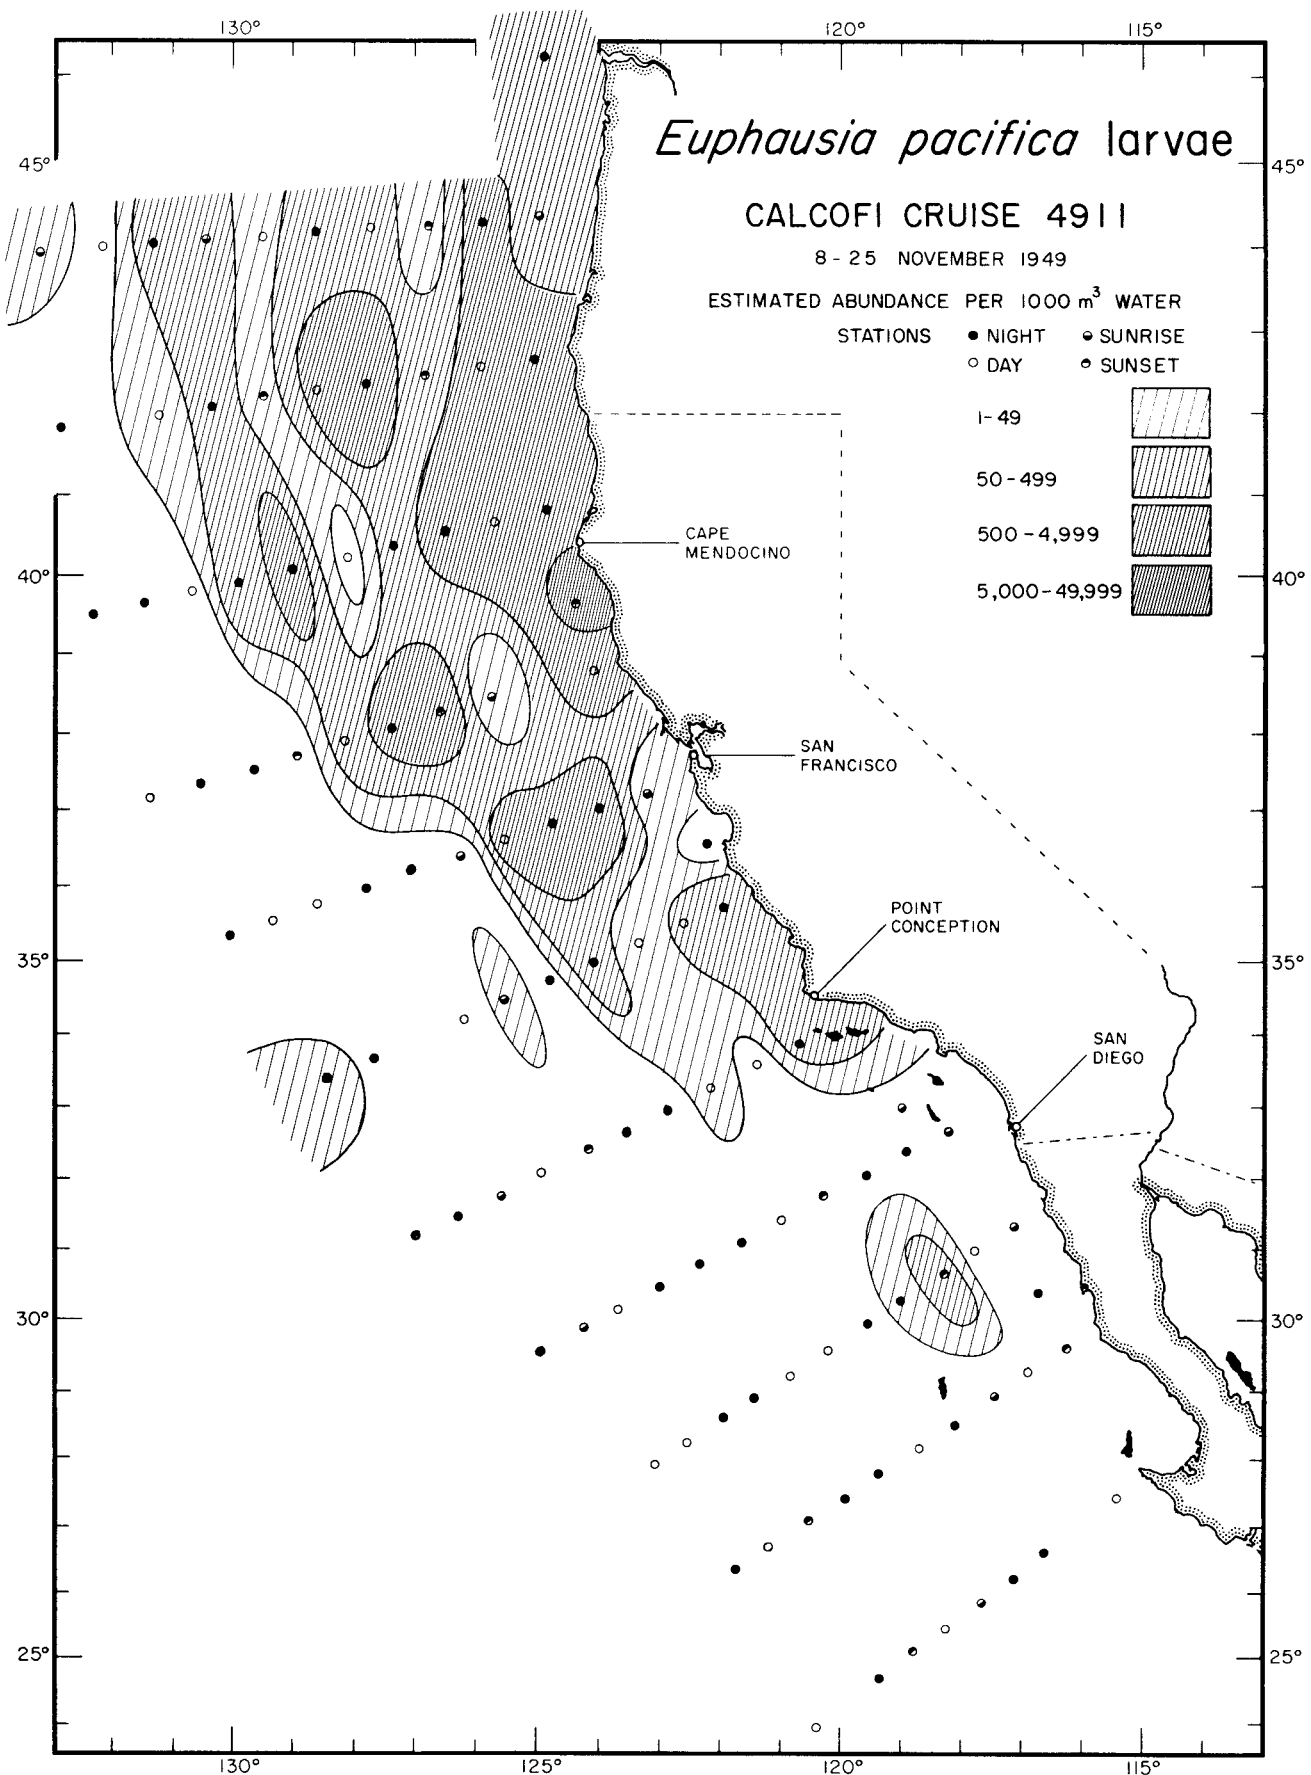 130° 120° 115°
45° 45°
Euphausia pacifica larvae
CALCOFI CRUISE 4911
8-25 NOVEMBER 1949
ESTIMATED ABUNDANCE PER 1000 m³ WATER
STATIONS ● NIGHT SUNRISE
○ DAY SUNSET
1-49
50-499
500-4,999
5,000-49,999
CAPE
MENDOCINO
40° 40°
SAN
FRANCISCO
POINT
CONCEPTION
35° 35°
SAN
DIEGO
30° 30°
25° 25°
130° 125° 120° 115°